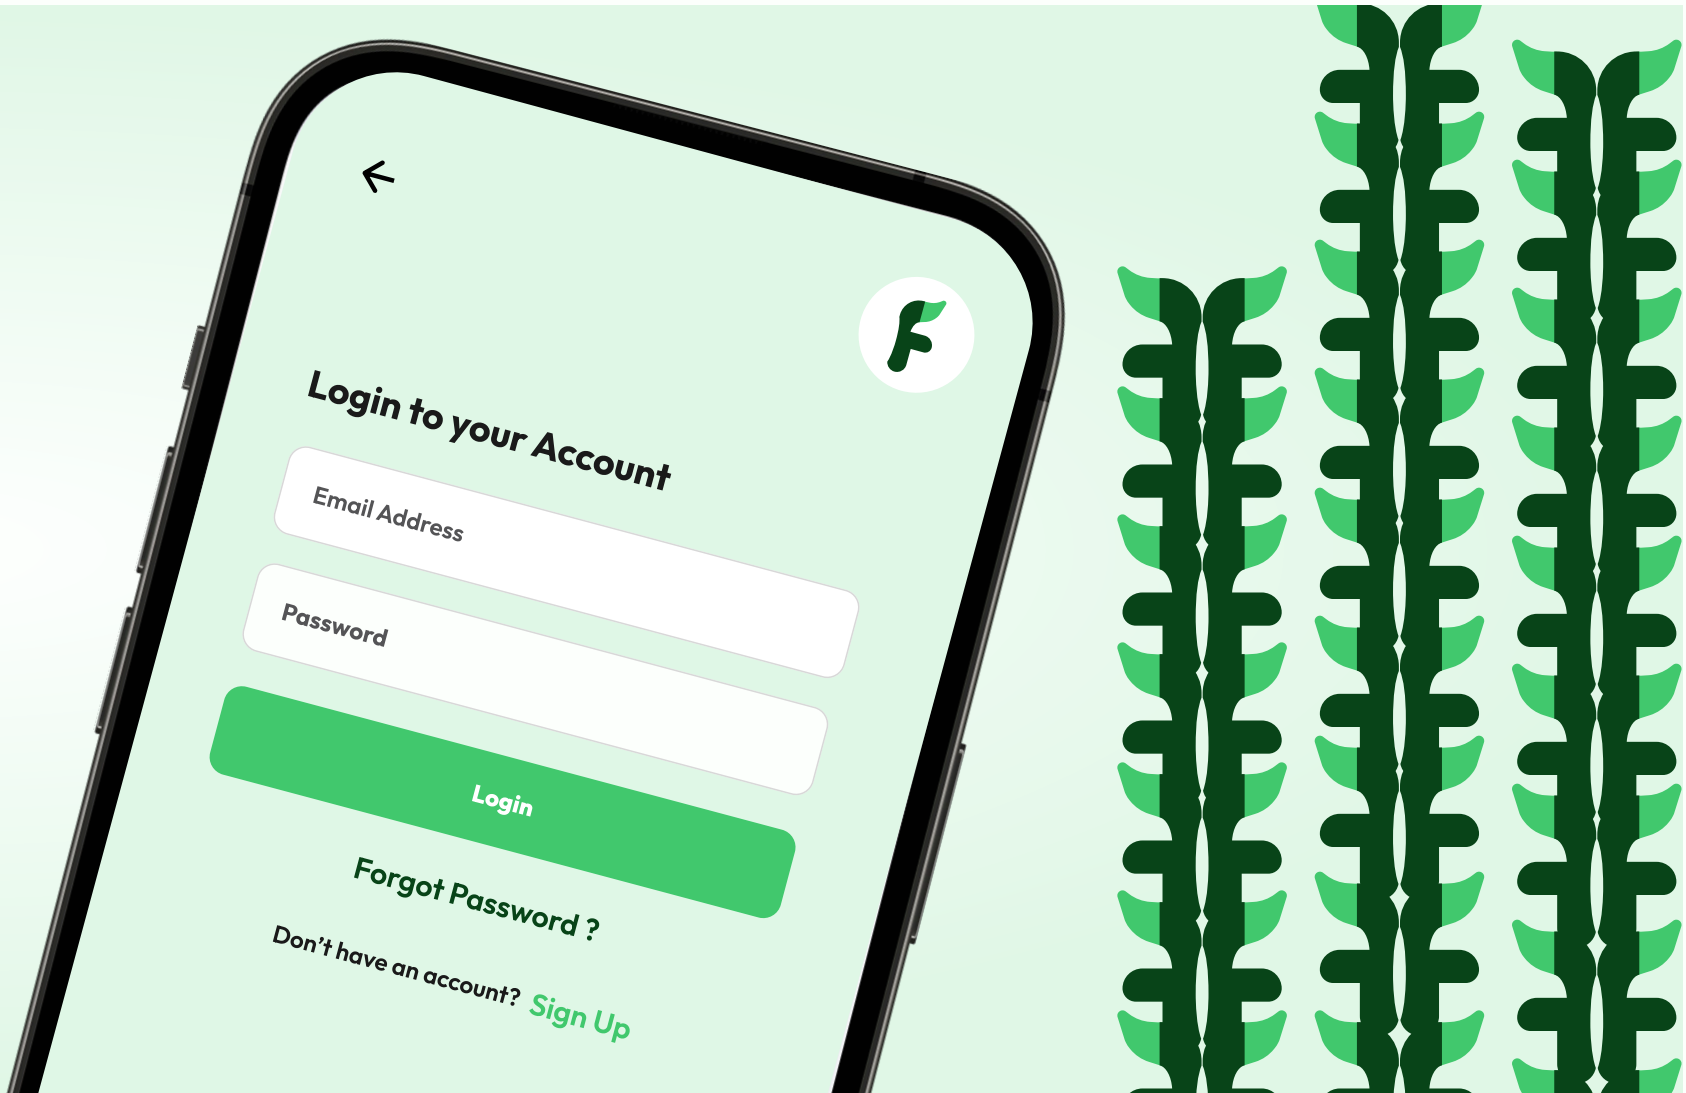 F
Login to your Account
Email Address
Password
Login
Forgot Password ?
Don't have an account? Sign Up